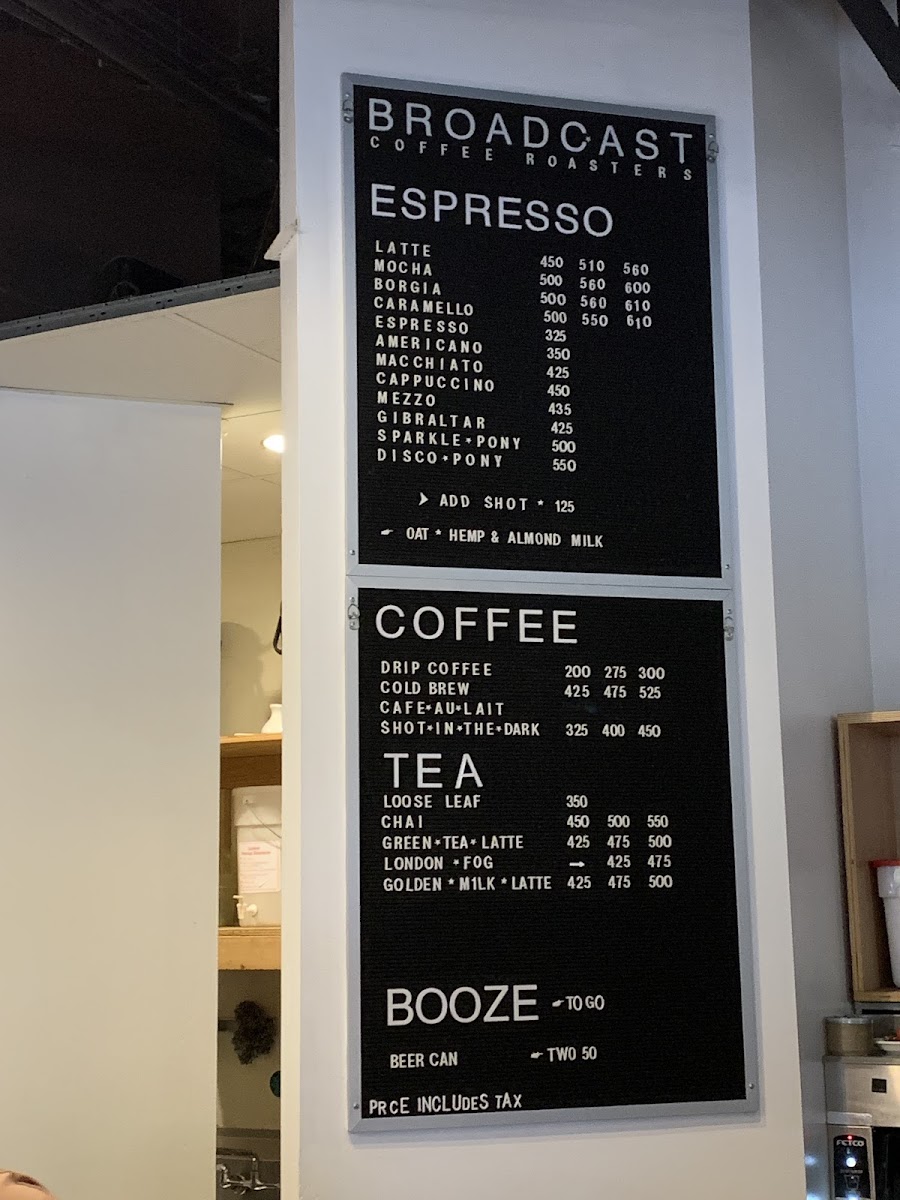 BROADCAST
COFFEE ROASTERS
ESPRESSO
LATTE 450 510 560
MOCHA 500 560 600
BORGIA 500 560 610
CARAMELLO 500 550 610
ESPRESSO 325
AMERICANO 350
MACCHIATO 425
CAPPUCCINO 450
MEZZO 435
GIBRALTAR 425
SPARKLE*PONY 500
DISCO*PONY 550
ADD SHOT * 125
OAT * HEMP & ALMOND MILK
COFFEE
DRIP COFFEE 200 275 300
COLD BREW 425 475 525
CAFE*AU*LAIT
SHOT*IN*THE*DARK 325 400 450
TEA
LOOSE LEAF 350
CHAI 450 500 550
GREEN*TEA*LATTE 425 475 500
LONDON *FOG → 425 475
GOLDEN *M1LK *LATTE 425 475 500
BOOZE TO GO
BEER CAN TWO 50
PRCE INCLUDES TAX
FETCO